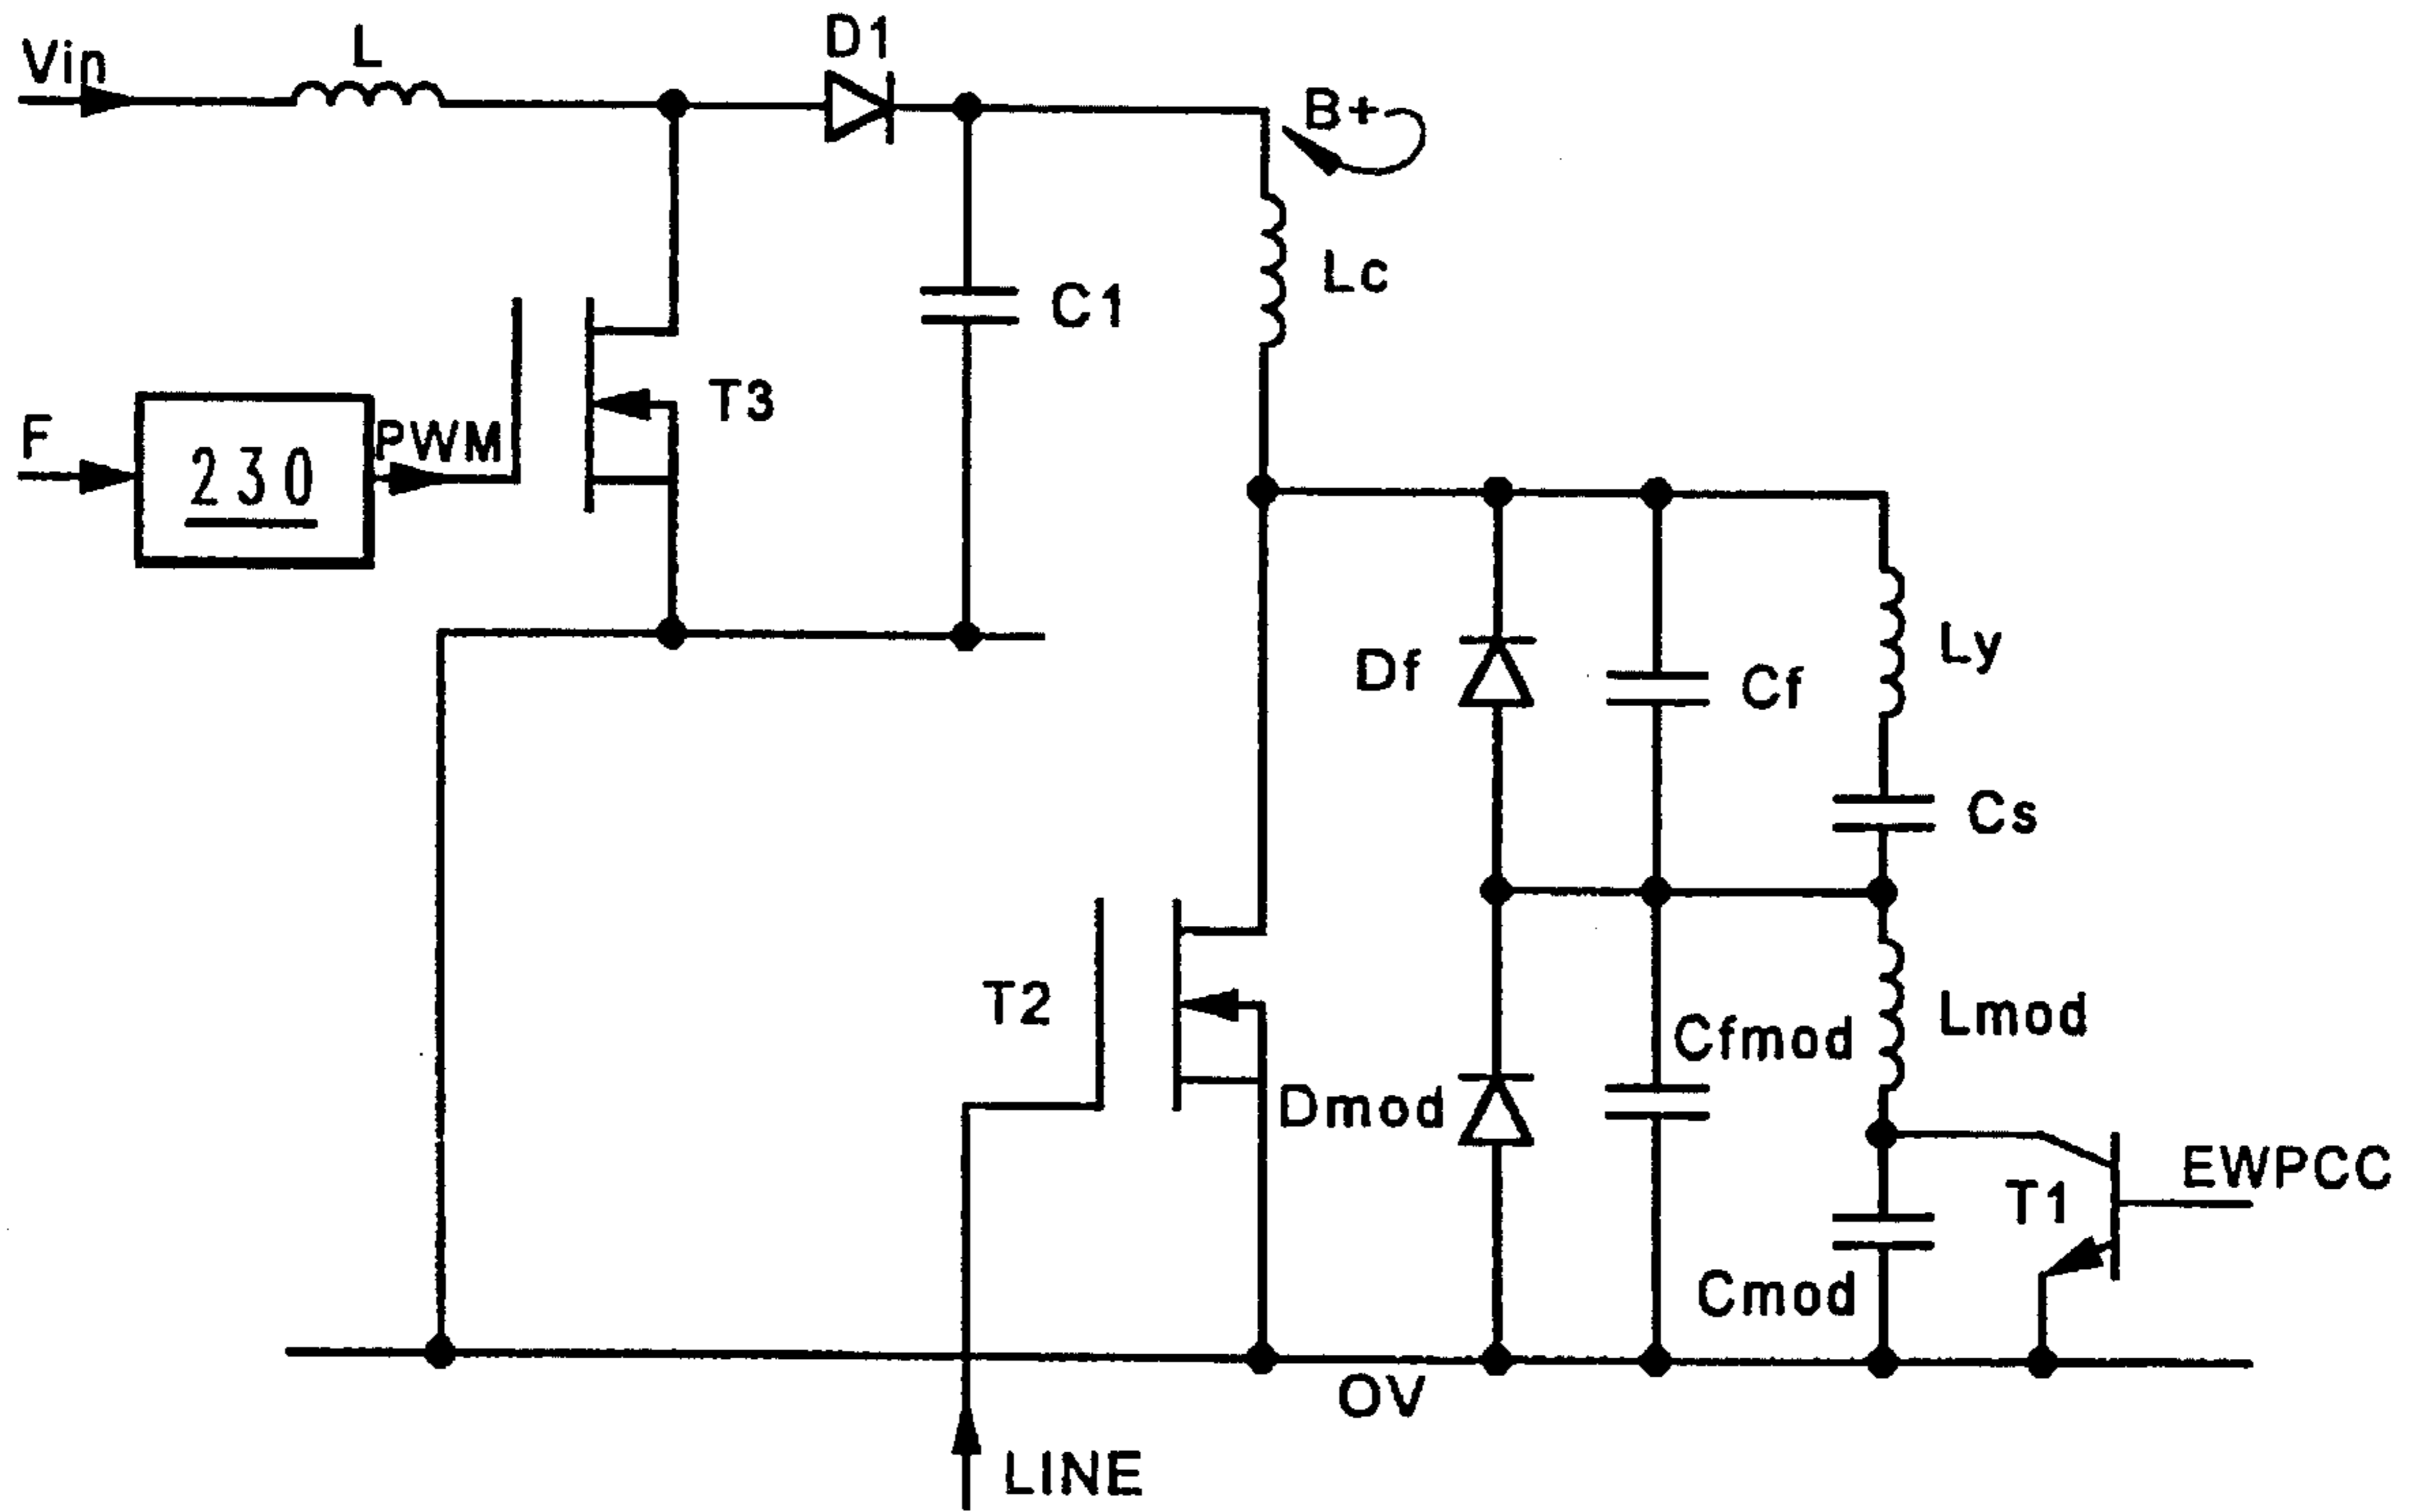 Vin
L
D1
B+
Lc
C1
T3
F
230
PWM
Df
Cf
Ly
Cs
T2
Cfmod
Lmod
Dmod
EWPCC
T1
Cmod
OV
LINE